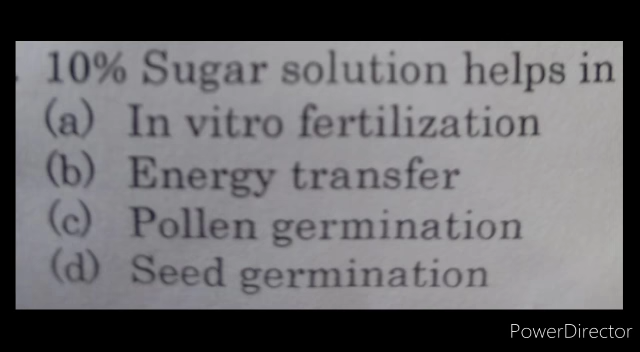 10% Sugar solution helps in
(a) In vitro fertilization
(b) Energy transfer
(c) Pollen germination
(d) Seed germination
PowerDirector